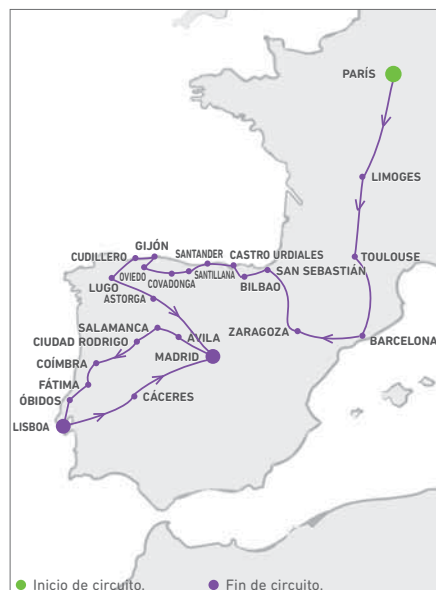 PARÍS
LIMOGES
GIJÓN
CUDILLERO
SANTANDER
CASTRO URDIALES
TOULOUSE
OVIEDO
COVADONGA
SANTILLANA
SAN SEBASTIÁN
LUGO
BILBAO
ASTORGA
SALAMANCA
ZARAGOZA
AVILA
BARCELONA
CIUDAD RODRIGO
MADRID
COÍMBRA
FÁTIMA
CÁCERES
ÓBIDOS
LISBOA
Inicio de circuito.
Fin de circuito.